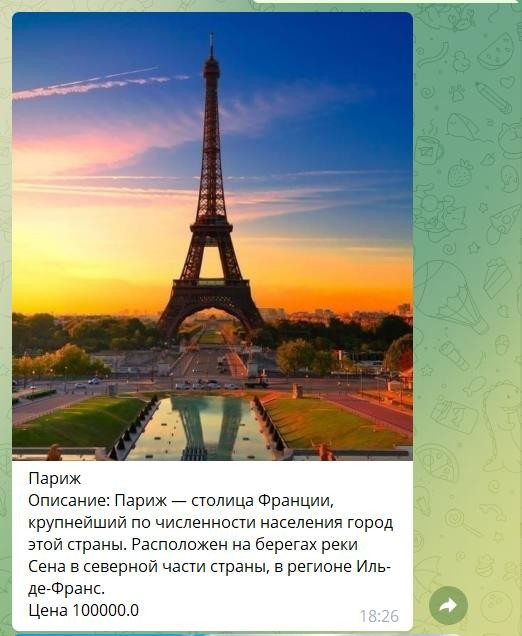 Париж
Описание: Париж — столица Франции,
крупнейший по численности населения город
этой страны. Расположен на берегах реки
Сена в северной части страны, в регионе Иль-
де-Франс.
Цена 100000.0
18:26